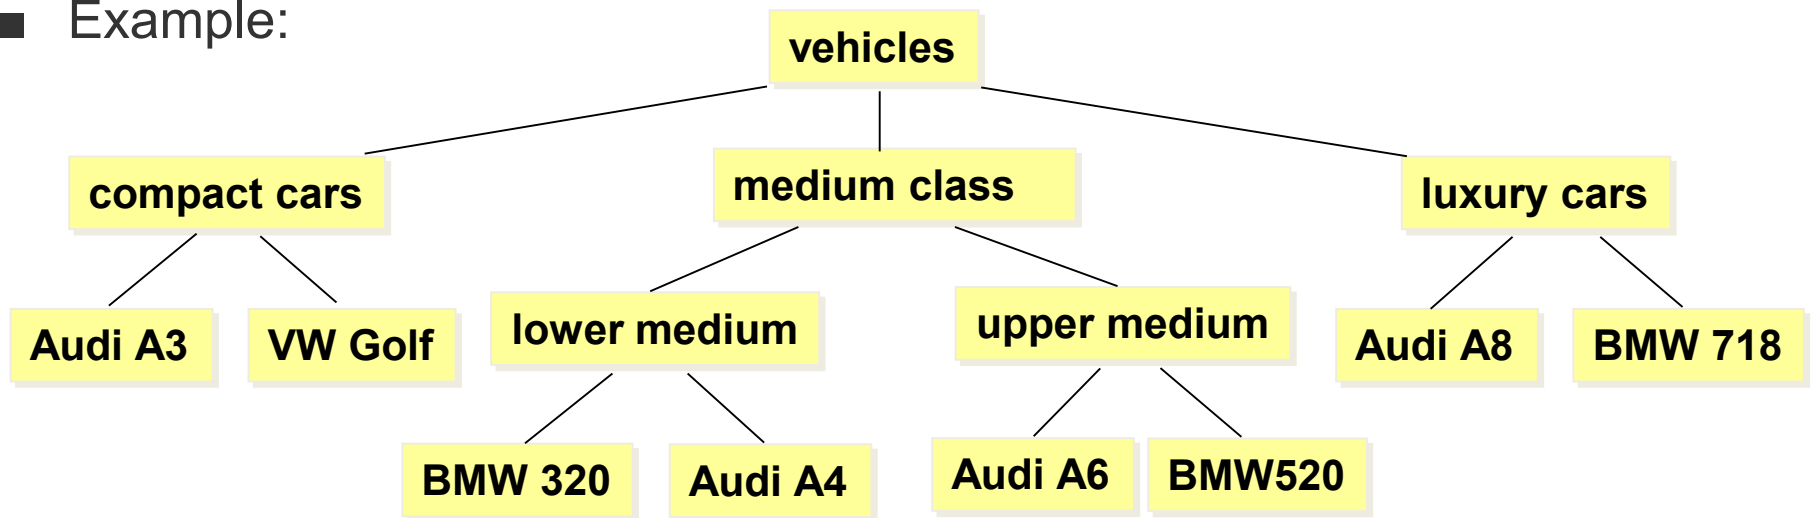 Example:
vehicles
compact cars
medium class
luxury cars
Audi A3
VW Golf
lower medium
upper medium
Audi A8
BMW 718
BMW 320
Audi A4
Audi A6
BMW520